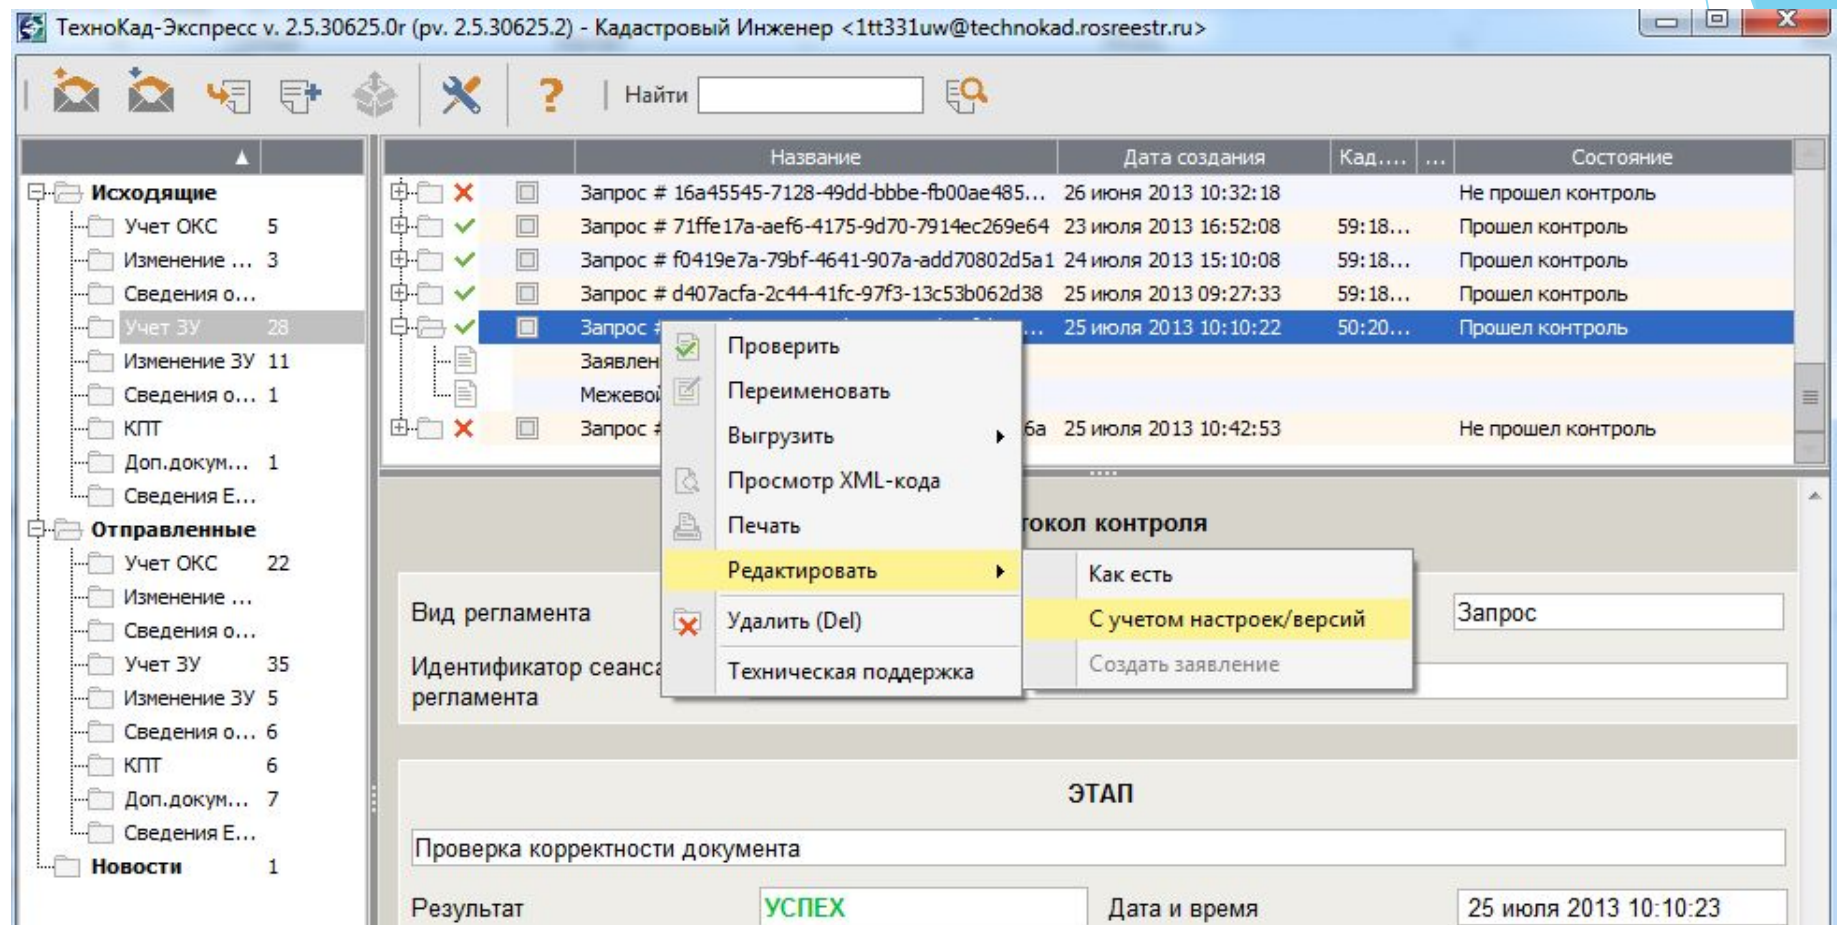 ТехноКад-Экспресс v. 2.5.30625.0r (pv. 2.5.30625.2) - Кадастровый Инженер <1tt331uw@technokad.rosreestr.ru>
Найти
Название Дата создания Кад.... ... Состояние
Исходящие
Учет ОКС 5
Изменение ... 3
Сведения о...
Учет ЗУ 28
Изменение ЗУ 11
Сведения о... 1
КПТ
Доп.докум... 1
Сведения Е...
Отправленные
Учет ОКС 22
Изменение ...
Сведения о...
Учет ЗУ 35
Изменение ЗУ 5
Сведения о... 6
КПТ 6
Доп.докум... 7
Сведения Е...
Новости 1
Запрос # 16a45545-7128-49dd-bbbe-fb00ae485... 26 июня 2013 10:32:18 Не прошел контроль
Запрос # 71ffe17a-aef6-4175-9d70-7914ec269e64 23 июля 2013 16:52:08 59:18... Прошел контроль
Запрос # f0419e7a-79bf-4641-907a-add70802d5a1 24 июля 2013 15:10:08 59:18... Прошел контроль
Запрос # d407acfa-2c44-41fc-97f3-13c53b062d38 25 июля 2013 09:27:33 59:18... Прошел контроль
Запрос # ... 25 июля 2013 10:10:22 50:20... Прошел контроль
Заявлен
Межевой
Запрос # 6a 25 июля 2013 10:42:53 Не прошел контроль
Проверить
Переименовать
Выгрузить
Просмотр XML-кода
Печать
Редактировать
Удалить (Del)
Техническая поддержка
Как есть
С учетом настроек/версий
Создать заявление
токол контроля
Вид регламента Запрос
Идентификатор сеанса
регламента
ЭТАП
Проверка корректности документа
Результат УСПЕХ Дата и время 25 июля 2013 10:10:23